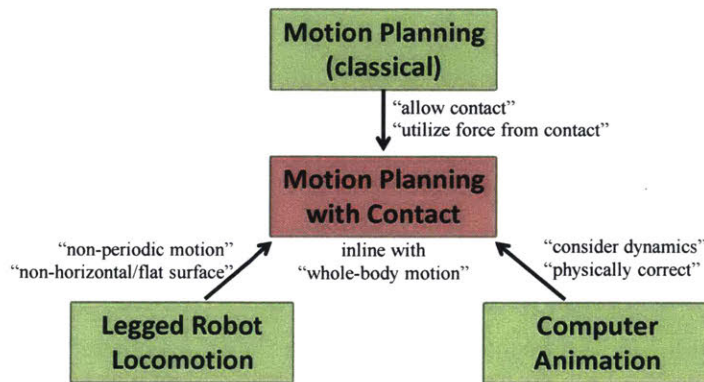 Motion Planning
(classical)
“allow contact”
“utilize force from contact”
Motion Planning
with Contact
“non-periodic motion”
“non-horizontal/flat surface”
inline with
“whole-body motion”
“consider dynamics”
“physically correct”
Legged Robot
Locomotion
Computer
Animation